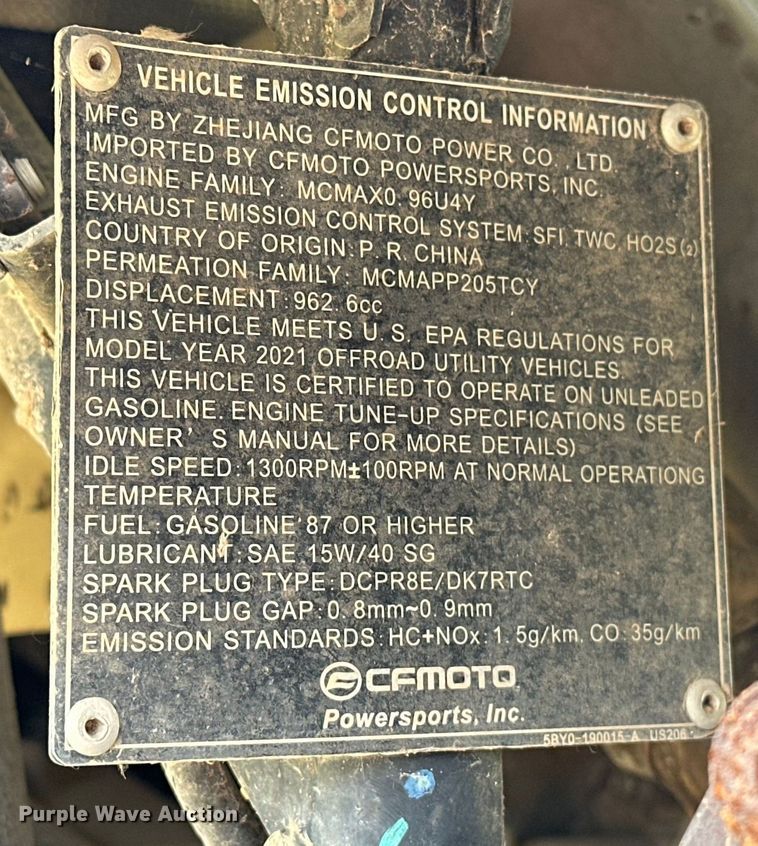 VEHICLE EMISSION CONTROL INFORMATION
MFG BY ZHEJIANG CFMOTO POWER CO., LTD.
IMPORTED BY CFMOTO POWERSPORTS, INC.
ENGINE FAMILY: MCMAX0.96U4Y
EXHAUST EMISSION CONTROL SYSTEM: SFI, TWC, HO2S(2)
COUNTRY OF ORIGIN: P. R. CHINA
PERMEATION FAMILY: MCMAPP205TCY
DISPLACEMENT: 962.6cc
THIS VEHICLE MEETS U.S. EPA REGULATIONS FOR
MODEL YEAR 2021 OFFROAD UTILITY VEHICLES.
THIS VEHICLE IS CERTIFIED TO OPERATE ON UNLEADED
GASOLINE. ENGINE TUNE-UP SPECIFICATIONS (SEE
OWNER'S MANUAL FOR MORE DETAILS)
IDLE SPEED: 1300RPM±100RPM AT NORMAL OPERATIONG
TEMPERATURE
FUEL: GASOLINE 87 OR HIGHER
LUBRICANT: SAE 15W/40 SG
SPARK PLUG TYPE: DCPR8E/DK7RTC
SPARK PLUG GAP: 0.8mm~0.9mm
EMISSION STANDARDS: HC+NOx: 1.5g/km, CO: 35g/km
CFMOTO
Powersports, Inc.
5BY0-190015-A US206
Purple Wave Auction